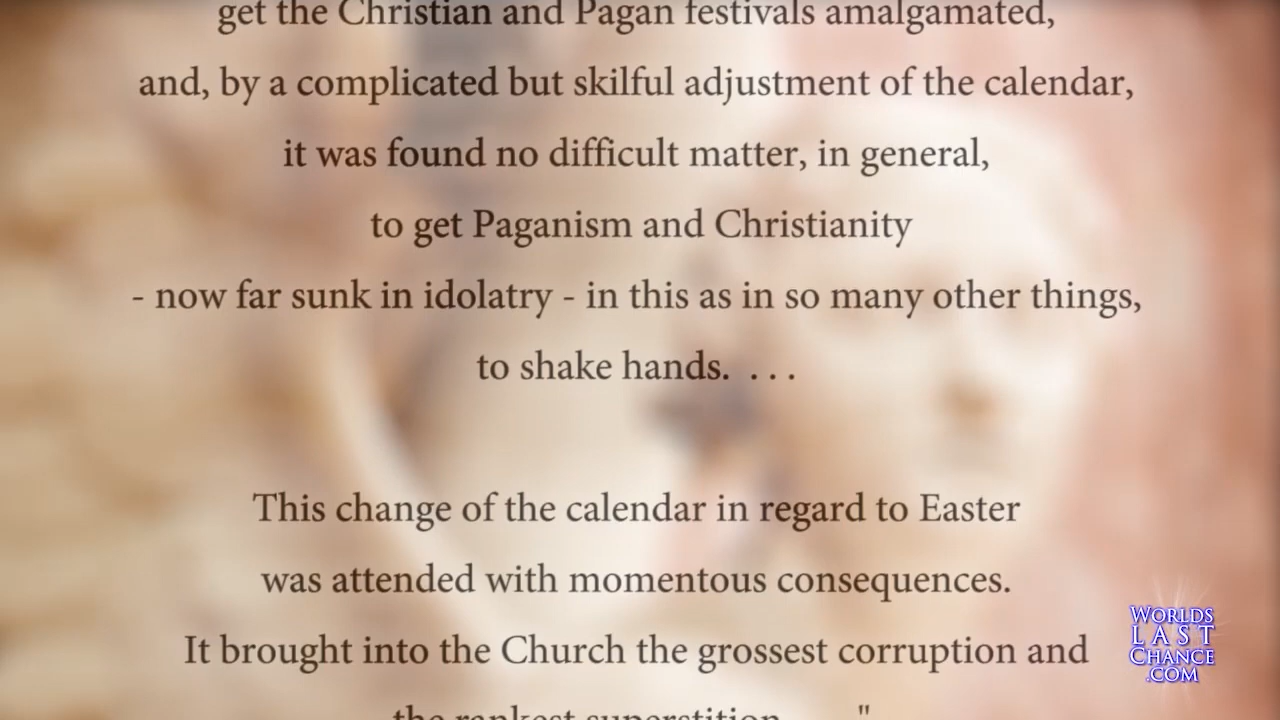 get the Christian and Pagan festivals amalgamated,
and, by a complicated but skilful adjustment of the calendar,
it was found no difficult matter, in general,
to get Paganism and Christianity
- now far sunk in idolatry - in this as in so many other things,
to shake hands. . . .
This change of the calendar in regard to Easter
was attended with momentous consequences.
It brought into the Church the grossest corruption and
the rankest superstition . . . ."
WORLDS
LAST
CHANCE
.COM